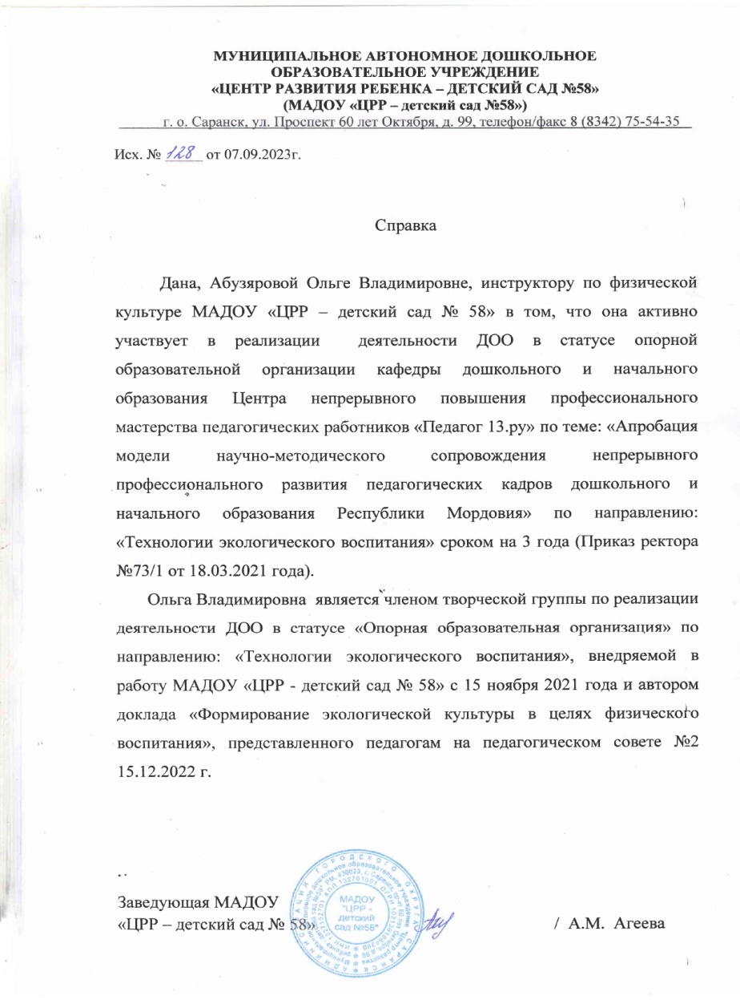 МУНИЦИПАЛЬНОЕ АВТОНОМНОЕ ДОШКОЛЬНОЕ
ОБРАЗОВАТЕЛЬНОЕ УЧРЕЖДЕНИЕ
«ЦЕНТР РАЗВИТИЯ РЕБЕНКА – ДЕТСКИЙ САД №58»
(МАДОУ «ЦРР – детский сад №58»)
г. о. Саранск, ул. Проспект 60 лет Октября, д. 99, телефон/факс 8 (8342) 75-54-35
Исх. № 128 от 07.09.2023г.
Справка
Дана, Абузяровой Ольге Владимировне, инструктору по физической
культуре МАДОУ «ЦРР – детский сад № 58» в том, что она активно
участвует в реализации деятельности ДОО в статусе опорной
образовательной организации кафедры дошкольного и начального
образования Центра непрерывного повышения профессионального
мастерства педагогических работников «Педагог 13.ру» по теме: «Апробация
модели научно-методического сопровождения непрерывного
профессионального развития педагогических кадров дошкольного и
начального образования Республики Мордовия» по направлению:
«Технологии экологического воспитания» сроком на 3 года (Приказ ректора
№73/1 от 18.03.2021 года).
Ольга Владимировна является членом творческой группы по реализации
деятельности ДОО в статусе «Опорная образовательная организация» по
направлению: «Технологии экологического воспитания», внедряемой в
работу МАДОУ «ЦРР - детский сад № 58» с 15 ноября 2021 года и автором
доклада «Формирование экологической культуры в целях физического
воспитания», представленного педагогам на педагогическом совете №2
15.12.2022 г.
Заведующая МАДОУ
«ЦРР – детский сад № 58» / А.М. Агеева
МАДОУ
"ЦРР -
детский
сад №58"